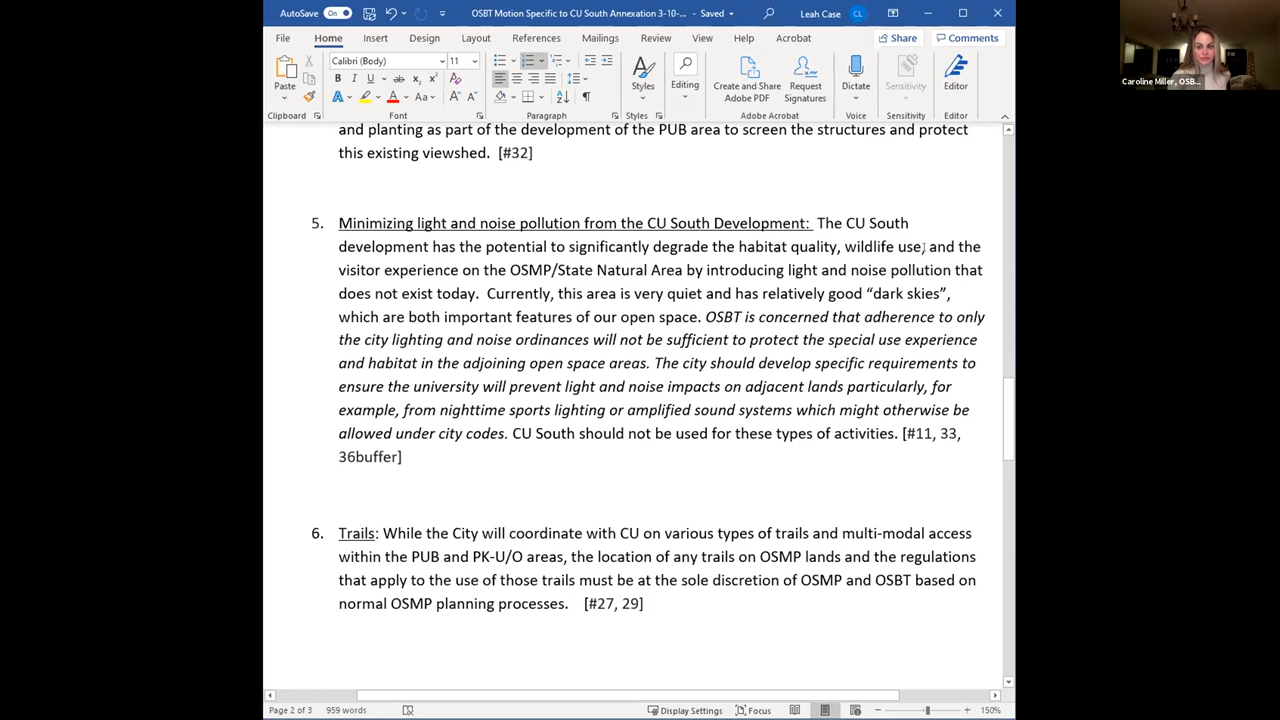 AutoSave On OSBT Motion Specific to CU South Annexation 3-10-... - Saved Leah Case CL
File Home Insert Design Layout References Mailings Review View Help Acrobat Share Comments
Calibri (Body) 11
Paste B I U ab x₂ x² A Aa A A Styles Editing Create and Share Adobe PDF Request Signatures Dictate Sensitivity Editor
Clipboard Font Paragraph Styles Adobe Acrobat Voice Sensitivity Editor
Caroline Miller, OSB...
and planting as part of the development of the PUB area to screen the structures and protect
this existing viewshed. [#32]
5. Minimizing light and noise pollution from the CU South Development: The CU South
development has the potential to significantly degrade the habitat quality, wildlife use, and the
visitor experience on the OSMP/State Natural Area by introducing light and noise pollution that
does not exist today. Currently, this area is very quiet and has relatively good “dark skies”,
which are both important features of our open space. OSBT is concerned that adherence to only
the city lighting and noise ordinances will not be sufficient to protect the special use experience
and habitat in the adjoining open space areas. The city should develop specific requirements to
ensure the university will prevent light and noise impacts on adjacent lands particularly, for
example, from nighttime sports lighting or amplified sound systems which might otherwise be
allowed under city codes. CU South should not be used for these types of activities. [#11, 33,
36buffer]
6. Trails: While the City will coordinate with CU on various types of trails and multi-modal access
within the PUB and PK-U/O areas, the location of any trails on OSMP lands and the regulations
that apply to the use of those trails must be at the sole discretion of OSMP and OSBT based on
normal OSMP planning processes. [#27, 29]
Page 2 of 3 959 words Display Settings Focus 150%